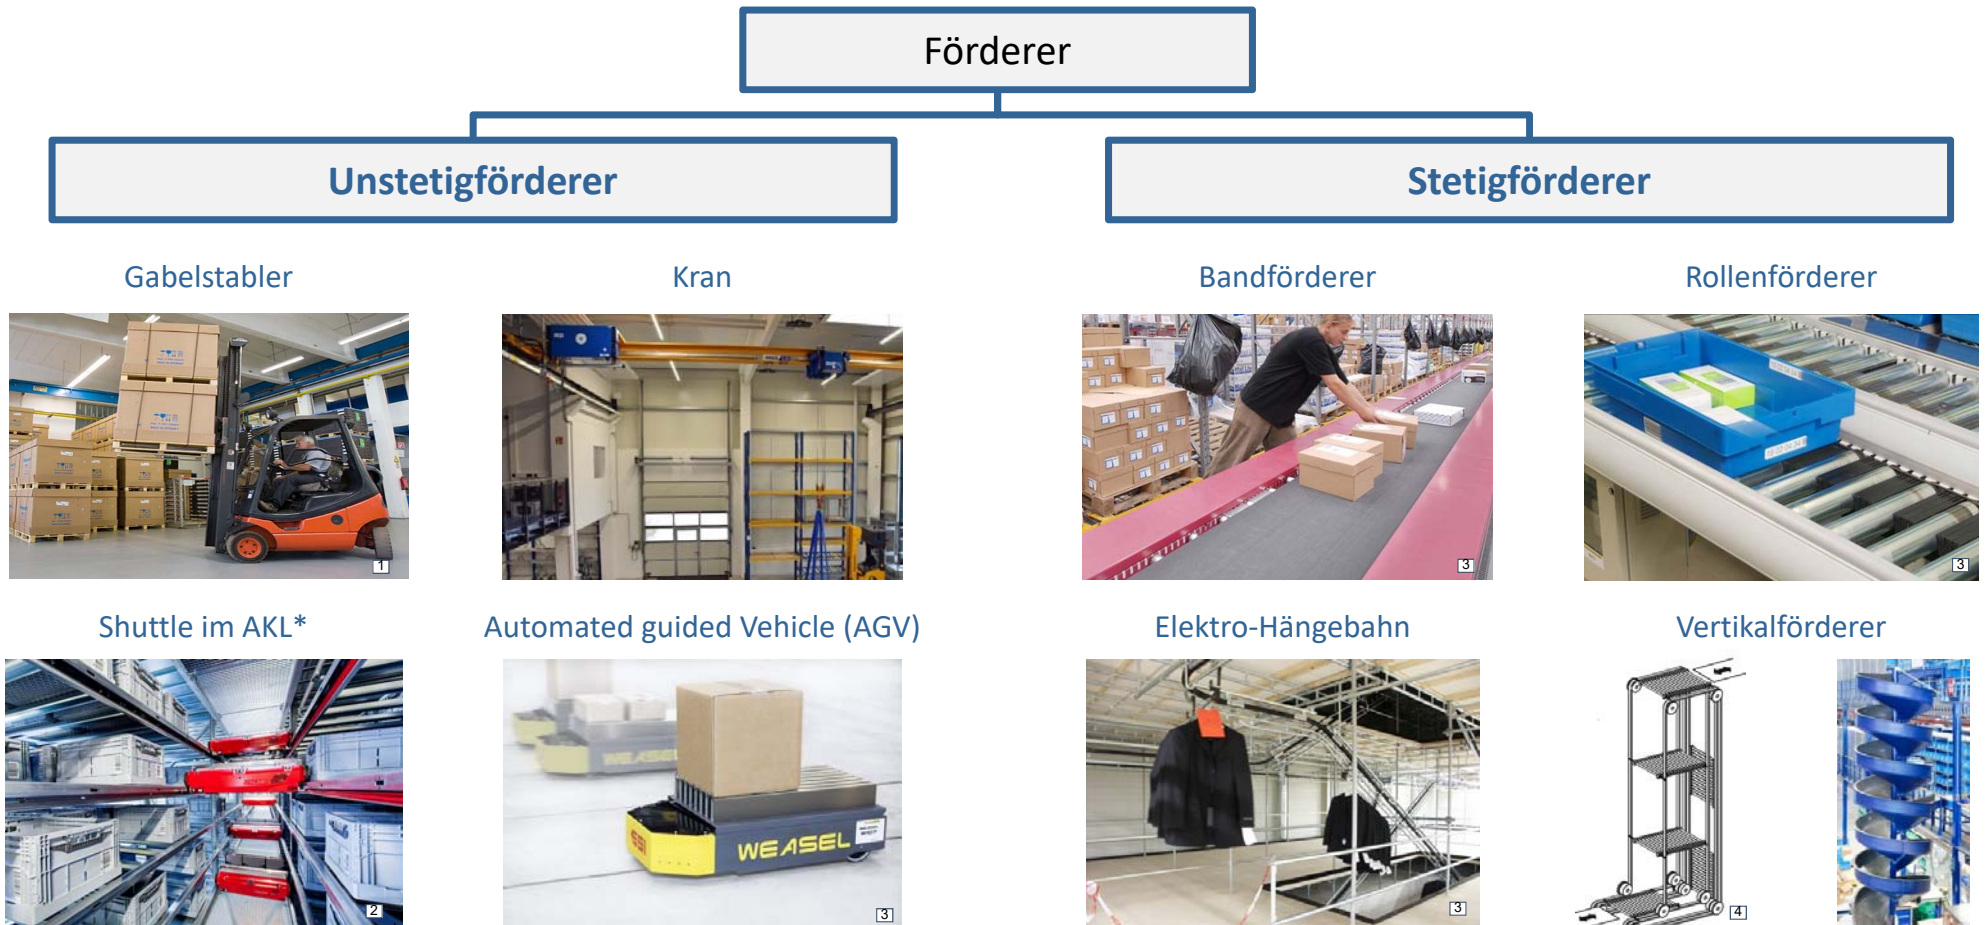 Förderer
Unstetigförderer
Stetigförderer
Gabelstabler
Kran
Bandförderer
Rollenförderer
1
3
3
Shuttle im AKL*
Automated guided Vehicle (AGV)
Elektro-Hängebahn
Vertikalförderer
SSI
WEASEL
2
3
3
4